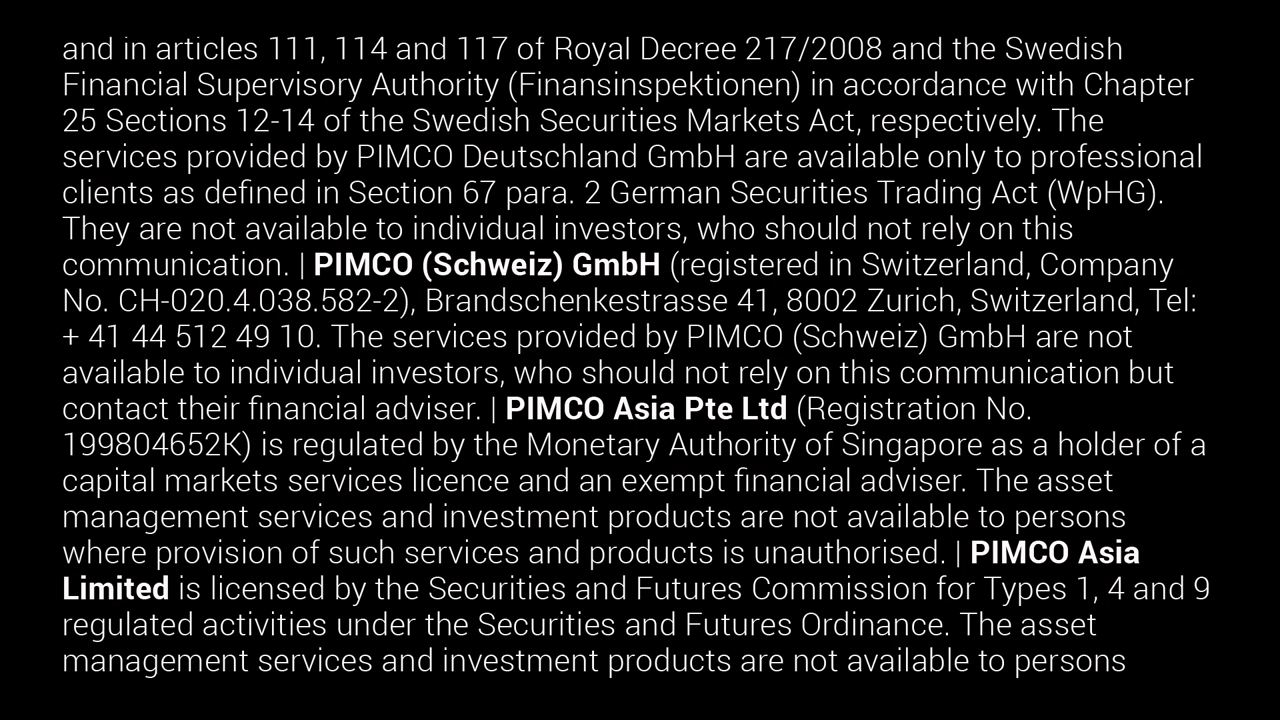 and in articles 111, 114 and 117 of Royal Decree 217/2008 and the Swedish
Financial Supervisory Authority (Finansinspektionen) in accordance with Chapter
25 Sections 12-14 of the Swedish Securities Markets Act, respectively. The
services provided by PIMCO Deutschland GmbH are available only to professional
clients as defined in Section 67 para. 2 German Securities Trading Act (WpHG).
They are not available to individual investors, who should not rely on this
communication. | PIMCO (Schweiz) GmbH (registered in Switzerland, Company
No. CH-020.4.038.582-2), Brandschenkestrasse 41, 8002 Zurich, Switzerland, Tel:
+ 41 44 512 49 10. The services provided by PIMCO (Schweiz) GmbH are not
available to individual investors, who should not rely on this communication but
contact their financial adviser. | PIMCO Asia Pte Ltd (Registration No.
199804652K) is regulated by the Monetary Authority of Singapore as a holder of a
capital markets services licence and an exempt financial adviser. The asset
management services and investment products are not available to persons
where provision of such services and products is unauthorised. | PIMCO Asia
Limited is licensed by the Securities and Futures Commission for Types 1, 4 and 9
regulated activities under the Securities and Futures Ordinance. The asset
management services and investment products are not available to persons